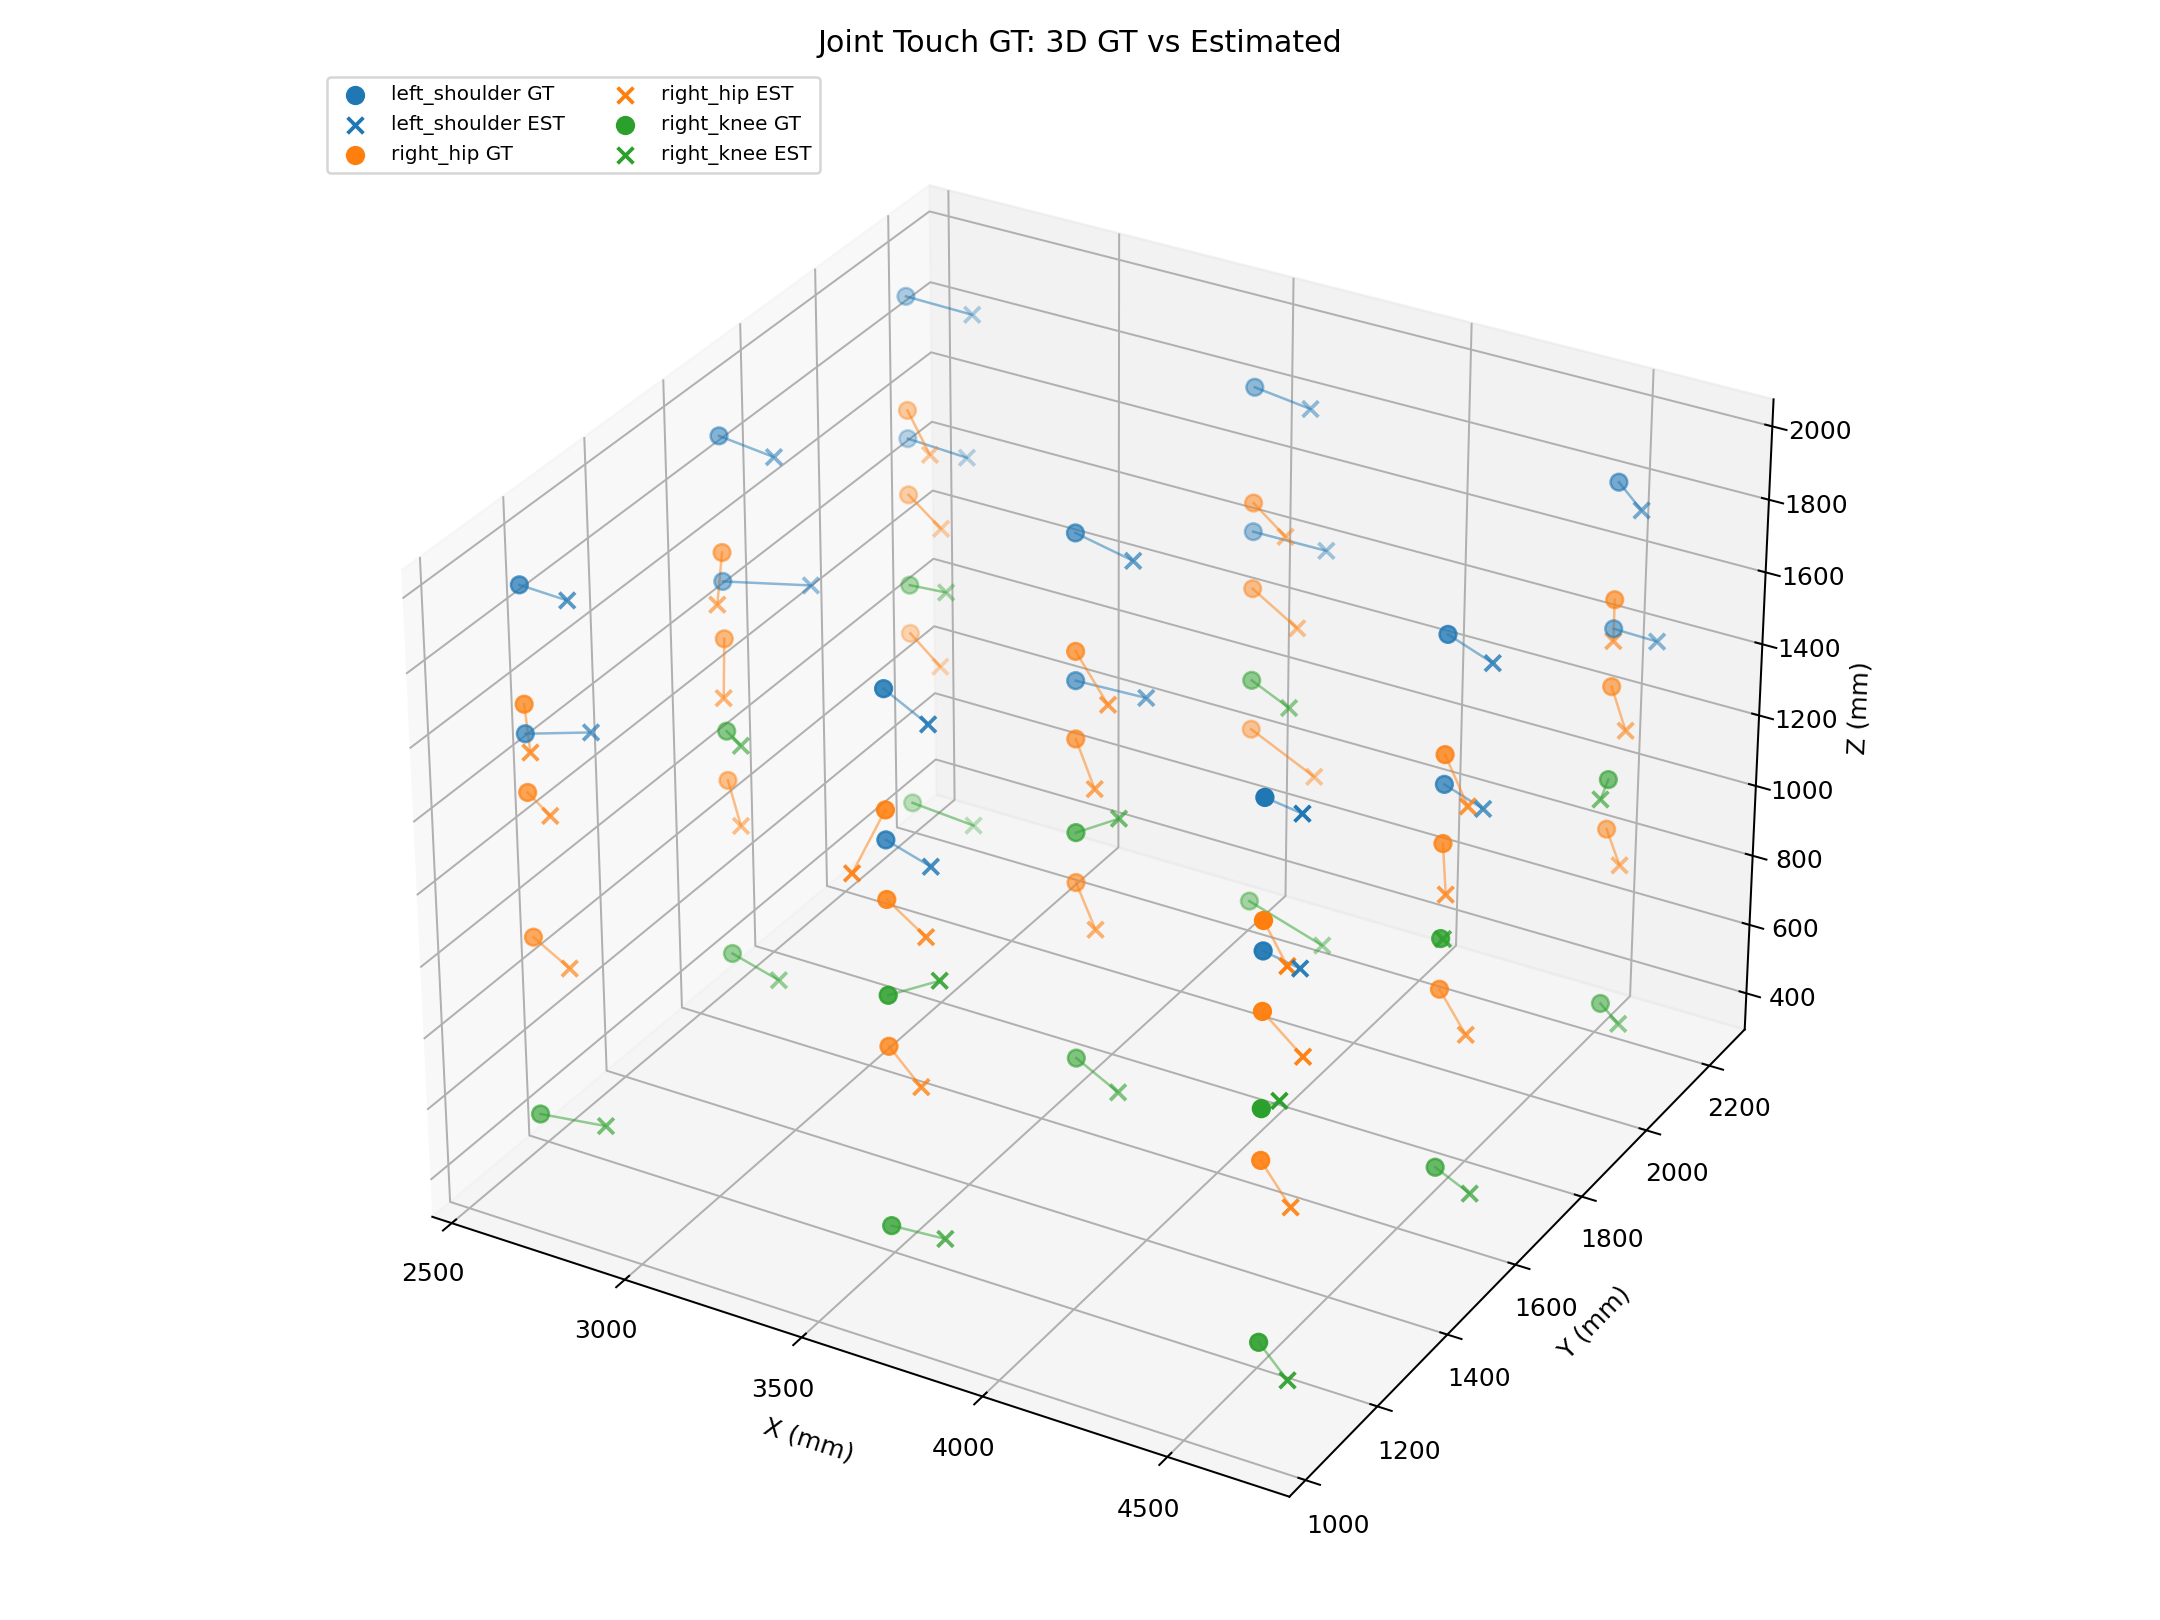 Joint Touch GT: 3D GT vs Estimated
left_shoulder GT
left_shoulder EST
right_hip GT
right_hip EST
right_knee GT
right_knee EST
2000
1800
1600
1400
1200
1000
800
600
400
Z (mm)
2200
2000
1800
1600
1400
1200
1000
Y (mm)
2500
3000
3500
4000
4500
X (mm)